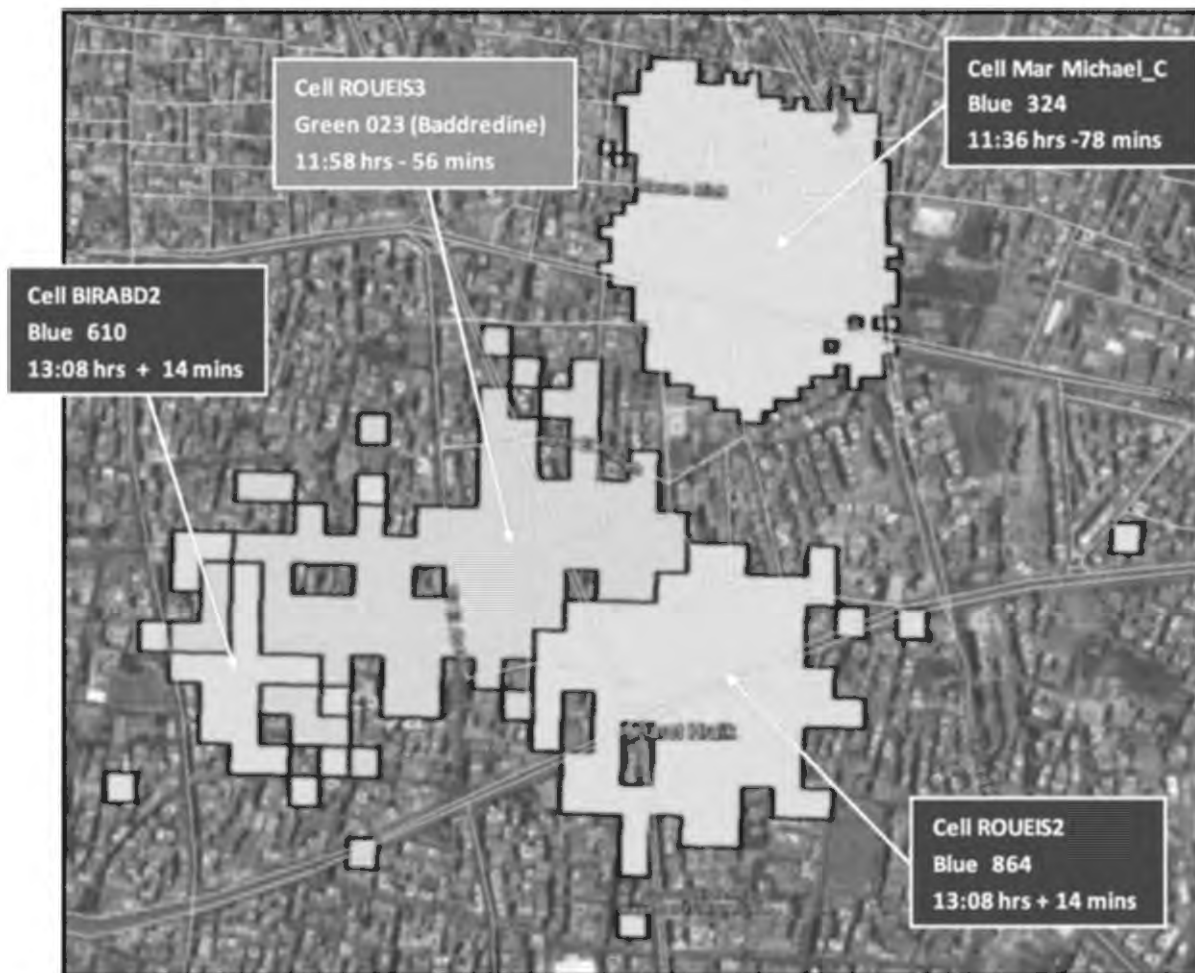 Cell ROUEIS3
Green 023 (Baddredine)
11:58 hrs - 56 mins
Cell Mar Michael_C
Blue 324
11:36 hrs -78 mins
Cell BIRABD2
Blue 610
13:08 hrs + 14 mins
Cell ROUEIS2
Blue 864
13:08 hrs + 14 mins